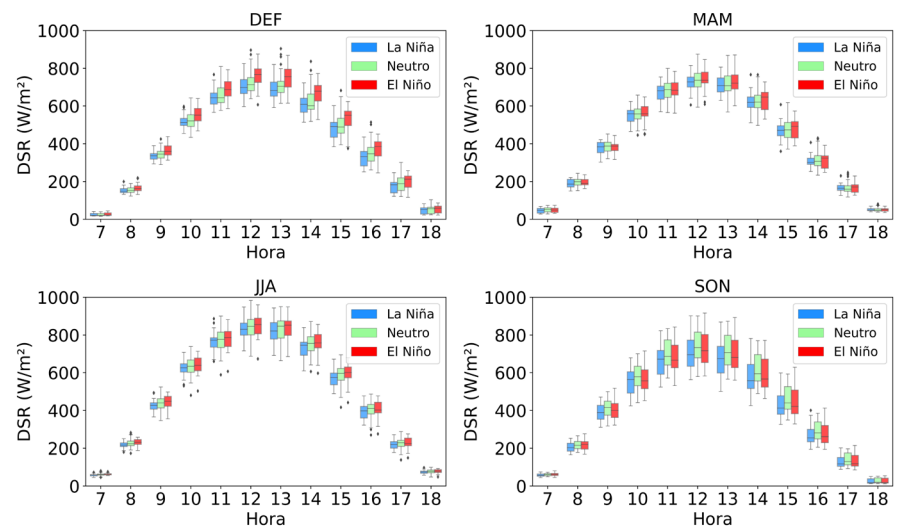 DEF
DSR (W/m²)
1000
800
600
400
200
0
La Niña
Neutro
El Niño
7 8 9 10 11 12 13 14 15 16 17 18
Hora
MAM
DSR (W/m²)
1000
800
600
400
200
0
La Niña
Neutro
El Niño
7 8 9 10 11 12 13 14 15 16 17 18
Hora
JJA
DSR (W/m²)
1000
800
600
400
200
0
La Niña
Neutro
El Niño
7 8 9 10 11 12 13 14 15 16 17 18
Hora
SON
DSR (W/m²)
1000
800
600
400
200
0
La Niña
Neutro
El Niño
7 8 9 10 11 12 13 14 15 16 17 18
Hora